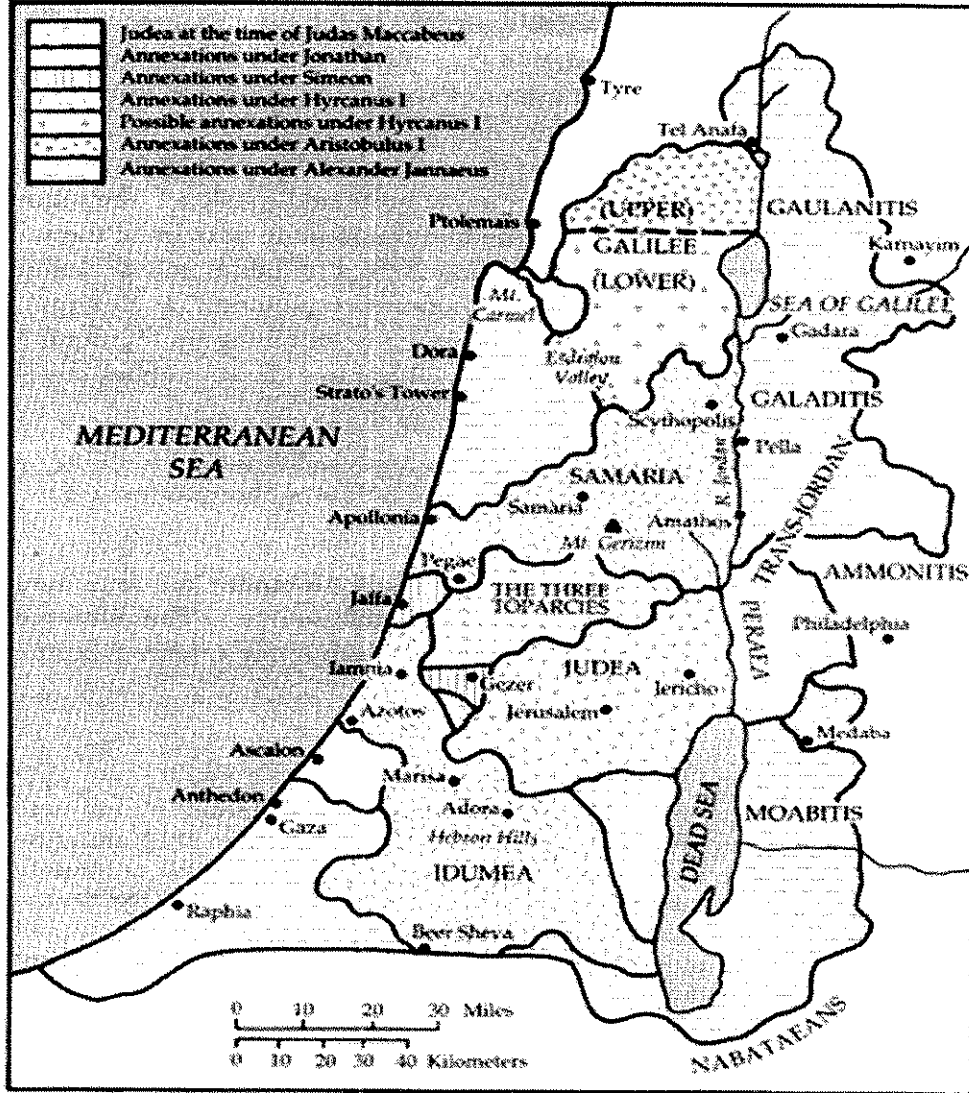 Judea at the time of Judas Maccabeus
Annexations under Jonathan
Annexations under Simeon
Annexations under Hyrcanus I
Possible annexations under Hyrcanus I
Annexations under Aristobulus I
Annexations under Alexander Jannaeus
Tyre
Tel Anafa
(UPPER)
GAULANITIS
Ptolemais
GALILEE
Karnayim
(LOWER)
Mt.
Carmel
SEA OF GALILEE
Gadara
Dora
Esdraelon
Valley
Strato's Tower
GALADITIS
Scythopolis
MEDITERRANEAN
SEA
R. Jordan
Pella
SAMARIA
Samaria
Apollonia
Amathos
Mt. Gerizim
TRANS-JORDAN
Pegae
AMMONITIS
THE THREE
TOPARCIES
Jaffa
PERAEA
Philadelphia
JUDEA
Iamnia
Gezer
Jericho
Jerusalem
Azotos
Medaba
Ascalon
Marisa
Anthedon
Adora
Gaza
MOABITIS
DEAD SEA
Hebron Hills
IDUMEA
Raphia
Beer Sheva
0 10 20 30 Miles
0 10 20 30 40 Kilometers
NABATAEANS